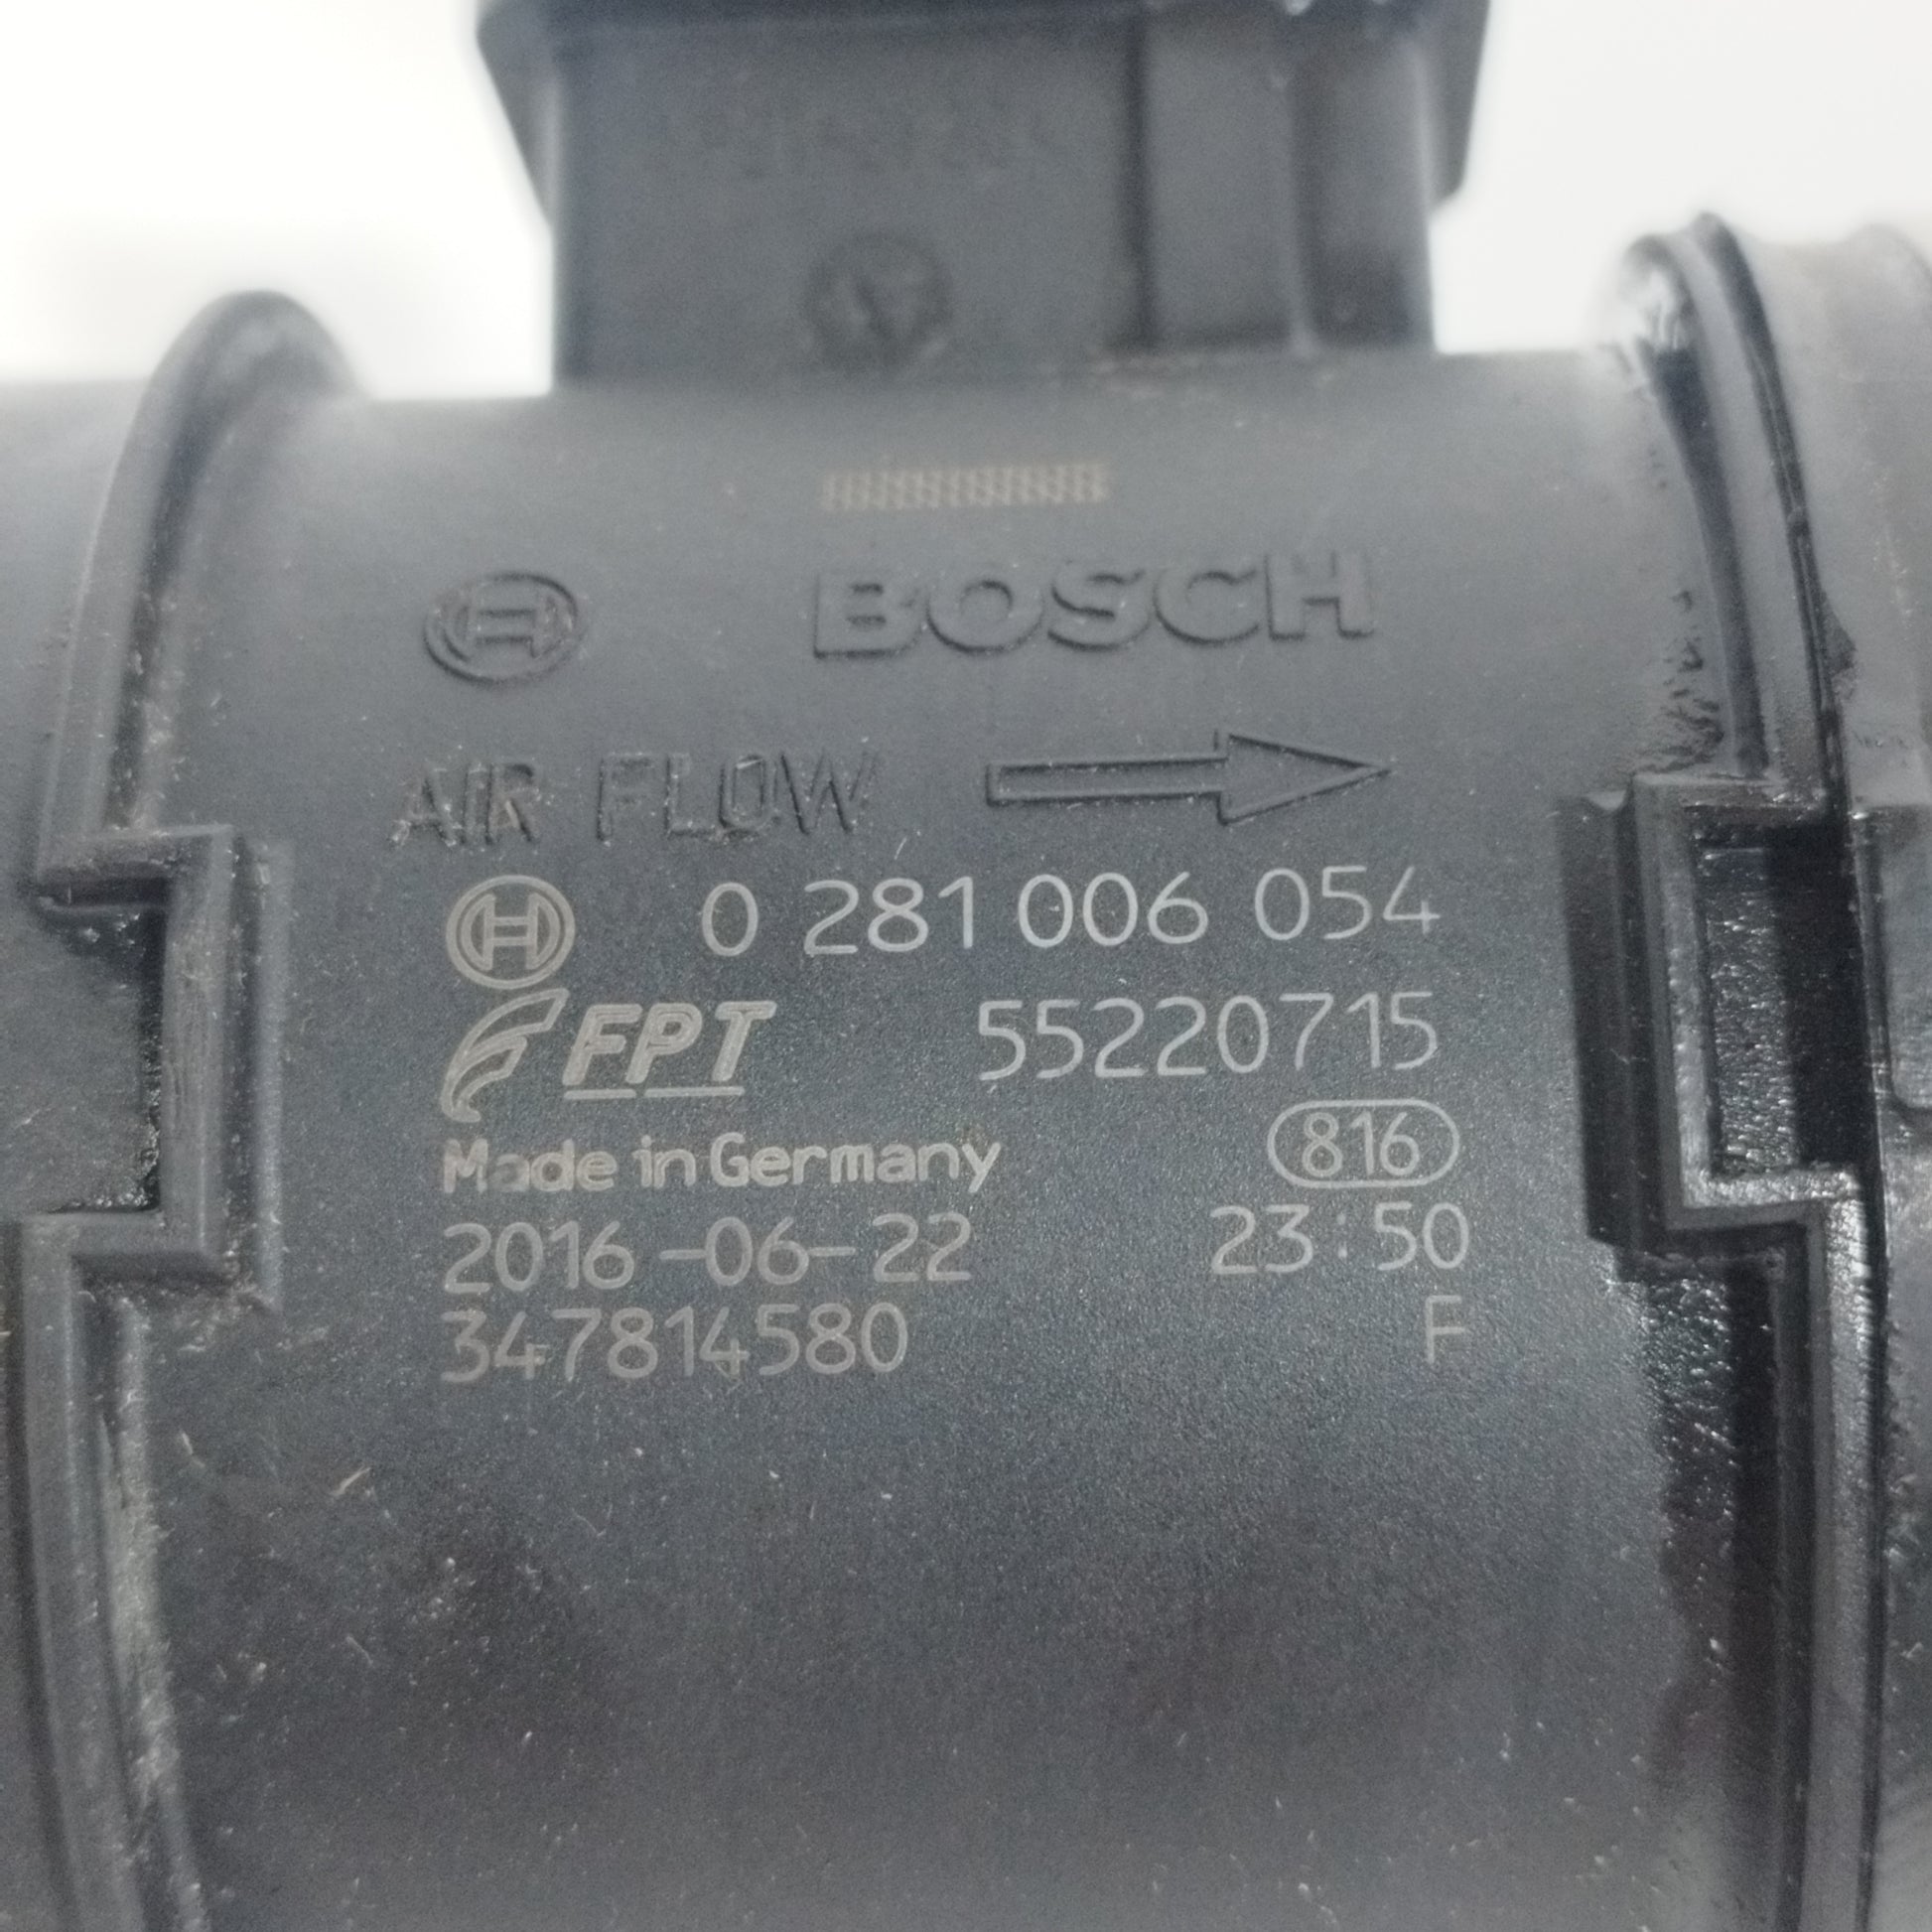 BOSCH
AIR FLOW
0 281 006 054
FPT 55220715
Made in Germany 816
2016-06-22 23:50
347814580 F